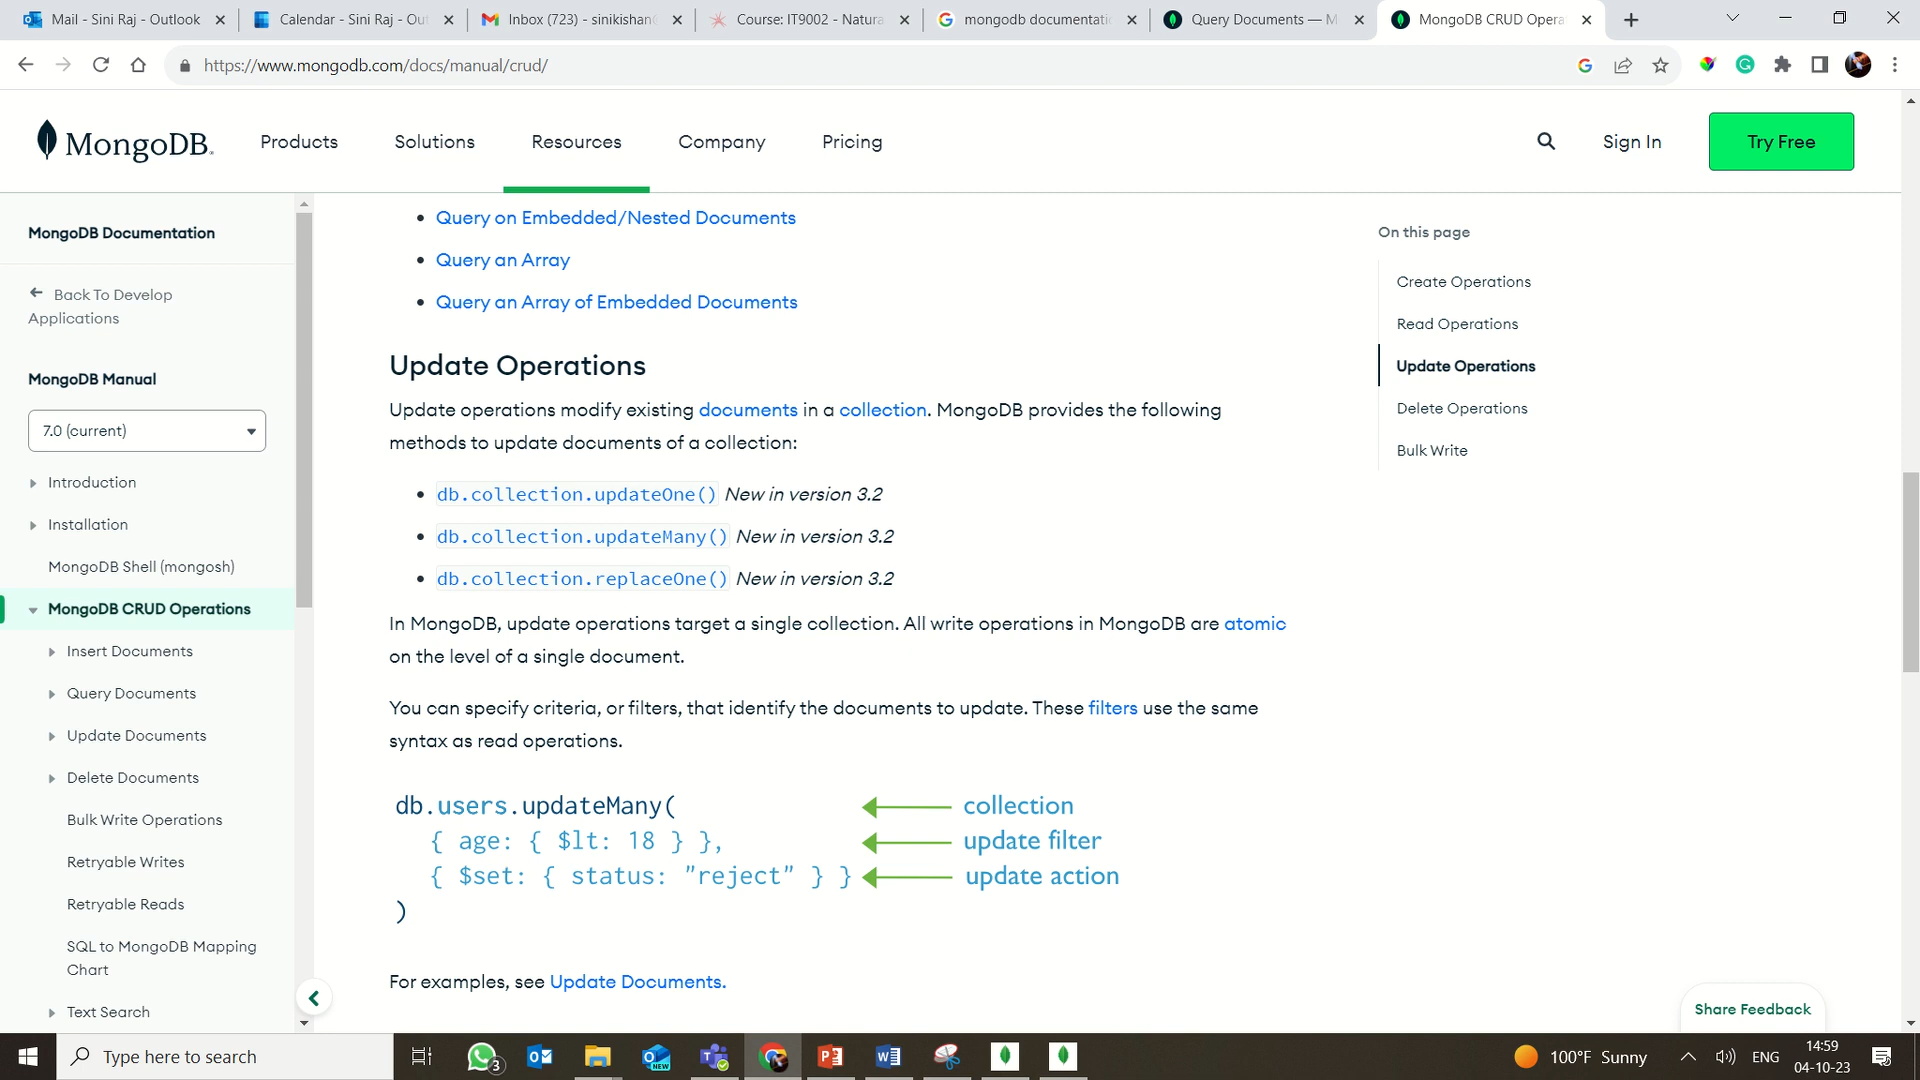 Mail - Sini Raj - Outlook
Calendar - Sini Raj - Ou
Inbox (723) - sinikishan
Course: IT9002 - Natura
mongodb documentati
Query Documents — M
MongoDB CRUD Opera
https://www.mongodb.com/docs/manual/crud/
MongoDB.
Products
Solutions
Resources
Company
Pricing
Sign In
Try Free
MongoDB Documentation
Back To Develop
Applications
MongoDB Manual
7.0 (current)
Introduction
Installation
MongoDB Shell (mongosh)
MongoDB CRUD Operations
Insert Documents
Query Documents
Update Documents
Delete Documents
Bulk Write Operations
Retryable Writes
Retryable Reads
SQL to MongoDB Mapping
Chart
Text Search
• Query on Embedded/Nested Documents
• Query an Array
• Query an Array of Embedded Documents
Update Operations
Update operations modify existing documents in a collection. MongoDB provides the following
methods to update documents of a collection:
• db.collection.updateOne() New in version 3.2
• db.collection.updateMany() New in version 3.2
• db.collection.replaceOne() New in version 3.2
In MongoDB, update operations target a single collection. All write operations in MongoDB are atomic
on the level of a single document.
You can specify criteria, or filters, that identify the documents to update. These filters use the same
syntax as read operations.
db.users.updateMany( collection
{ age: { $lt: 18 } }, update filter
{ $set: { status: "reject" } } update action
)
For examples, see Update Documents.
On this page
Create Operations
Read Operations
Update Operations
Delete Operations
Bulk Write
Share Feedback
Type here to search
3
NEW
100°F Sunny
ENG
14:59
04-10-23